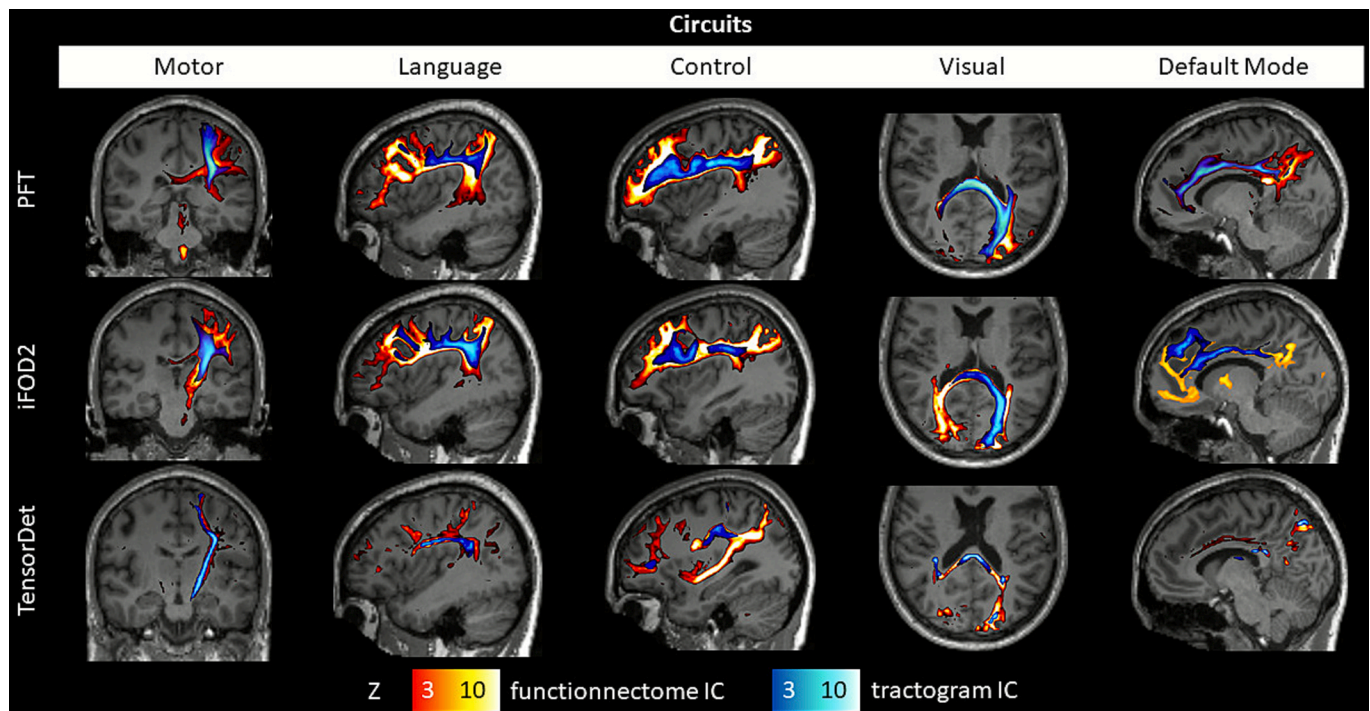 Circuits
Motor Language Control Visual Default Mode
PFT
iFOD2
TensorDet
Z 3 10 functionnectome IC 3 10 tractogram IC